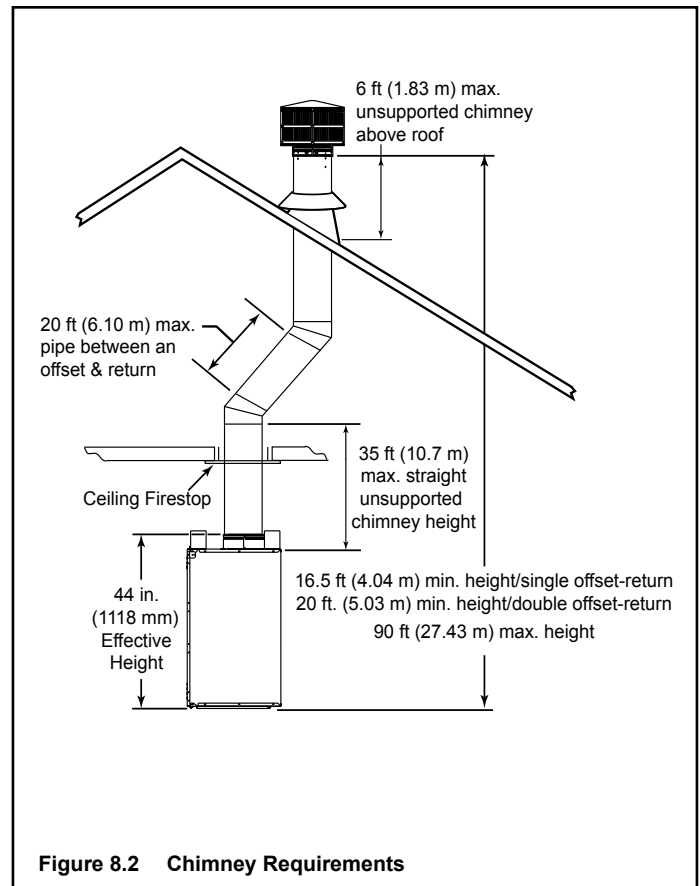 6 ft (1.83 m) max.
unsupported chimney
above roof
20 ft (6.10 m) max.
pipe between an
offset & return
35 ft (10.7 m)
max. straight
unsupported
chimney height
Ceiling Firestop
44 in.
(1118 mm)
Effective
Height
16.5 ft (4.04 m) min. height/single offset-return
20 ft. (5.03 m) min. height/double offset-return
90 ft (27.43 m) max. height
Figure 8.2 Chimney Requirements